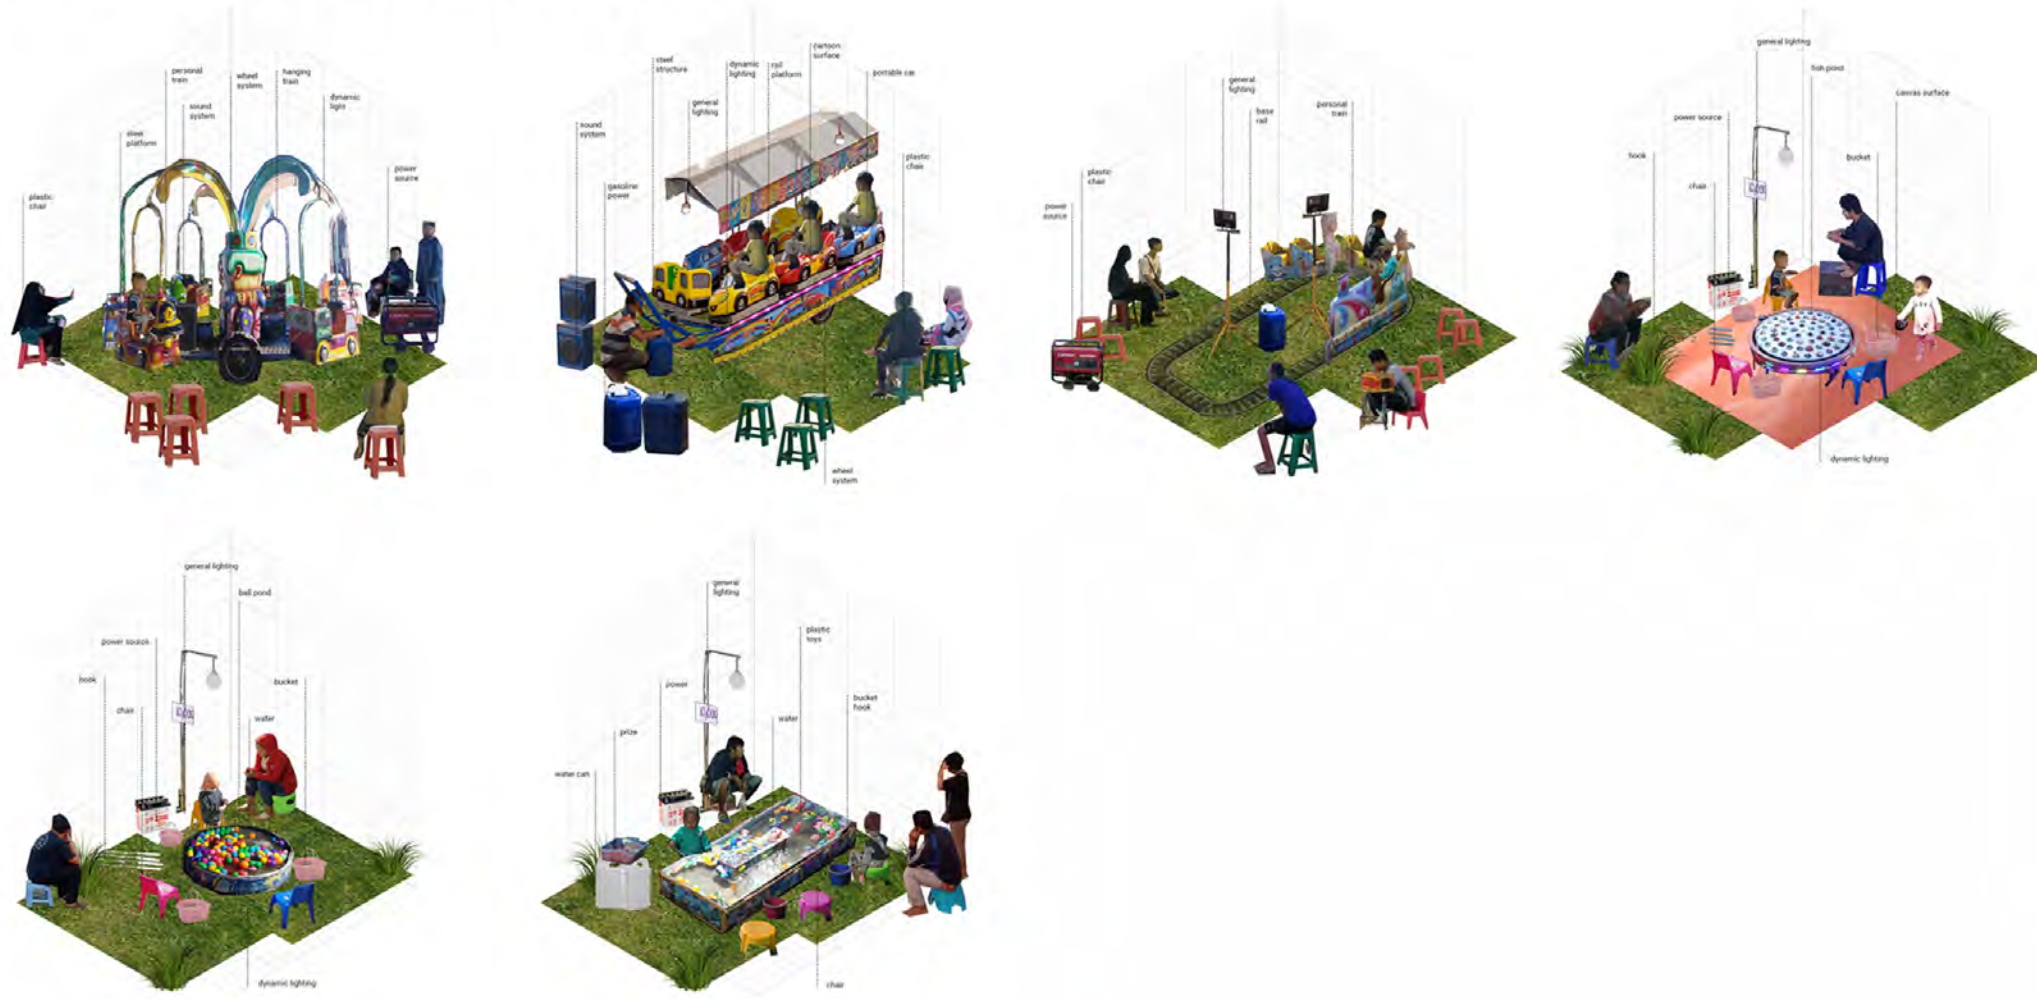 personal
train
sound
system
wheel
system
hanging
train
dynamic
light
steel
platform
power
source
plastic
chair
steel
structure
dynamic
lighting
rail
platform
cartoon
surface
portable car
general
lighting
sound
system
gasoline
power
plastic
chair
wheel
system
general
lighting
base
rail
personal
train
plastic
chair
power
source
general lighting
fish pond
canvas surface
power source
hook
bucket
chair
dynamic lighting
general lighting
ball pond
power source
hook
bucket
chair
water
dynamic lighting
general
lighting
plastic
toys
power
bucket
hook
water
prize
water can
chair